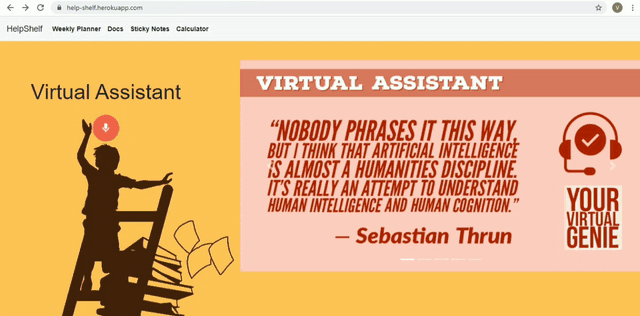 help-shelf.herokuapp.com
V
HelpShelf Weekly Planner Docs Sticky Notes Calculator
Virtual Assistant
VIRTUAL ASSISTANT
“NOBODY PHRASES IT THIS WAY,
BUT I THINK THAT ARTIFICIAL INTELLIGENCE
IS ALMOST A HUMANITIES DISCIPLINE.
IT'S REALLY AN ATTEMPT TO UNDERSTAND
HUMAN INTELLIGENCE AND HUMAN COGNITION.”
— Sebastian Thrun
YOUR
VIRTUAL
GENIE